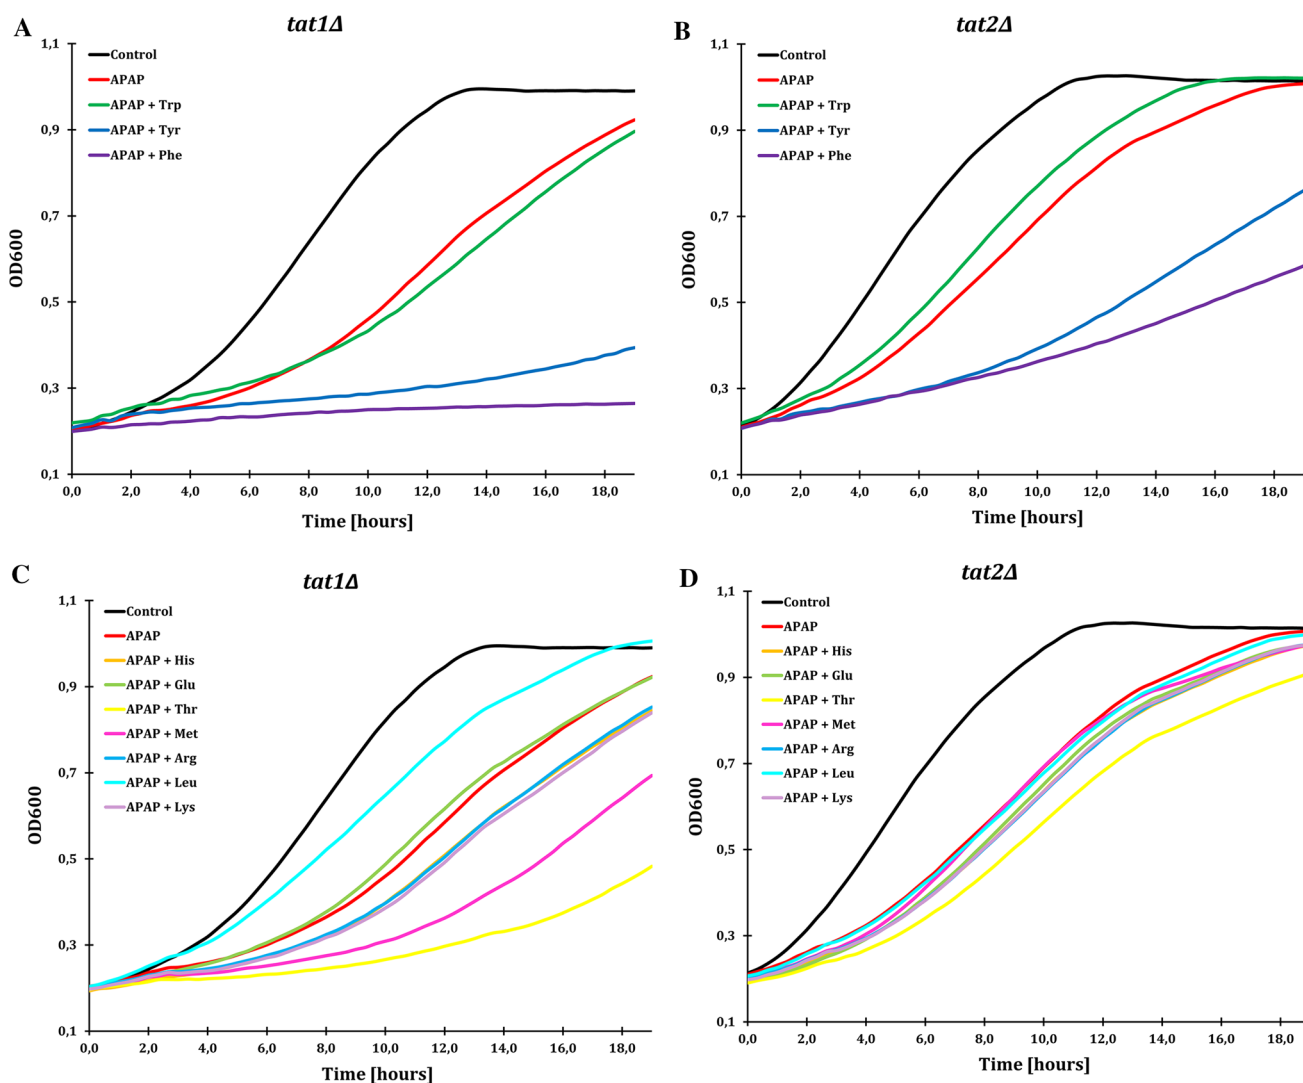 A
tat1Δ
1,1
0,9
0,7
0,5
0,3
0,1
OD600
Control
APAP
APAP + Trp
APAP + Tyr
APAP + Phe
0,0 2,0 4,0 6,0 8,0 10,0 12,0 14,0 16,0 18,0
Time [hours]
B
tat2Δ
1,1
0,9
0,7
0,5
0,3
0,1
OD600
Control
APAP
APAP + Trp
APAP + Tyr
APAP + Phe
0,0 2,0 4,0 6,0 8,0 10,0 12,0 14,0 16,0 18,0
Time [hours]
C
tat1Δ
1,1
0,9
0,7
0,5
0,3
0,1
OD600
Control
APAP
APAP + His
APAP + Glu
APAP + Thr
APAP + Met
APAP + Arg
APAP + Leu
APAP + Lys
0,0 2,0 4,0 6,0 8,0 10,0 12,0 14,0 16,0 18,0
Time [hours]
D
tat2Δ
1,1
0,9
0,7
0,5
0,3
0,1
OD600
Control
APAP
APAP + His
APAP + Glu
APAP + Thr
APAP + Met
APAP + Arg
APAP + Leu
APAP + Lys
0,0 2,0 4,0 6,0 8,0 10,0 12,0 14,0 16,0 18,0
Time [hours]